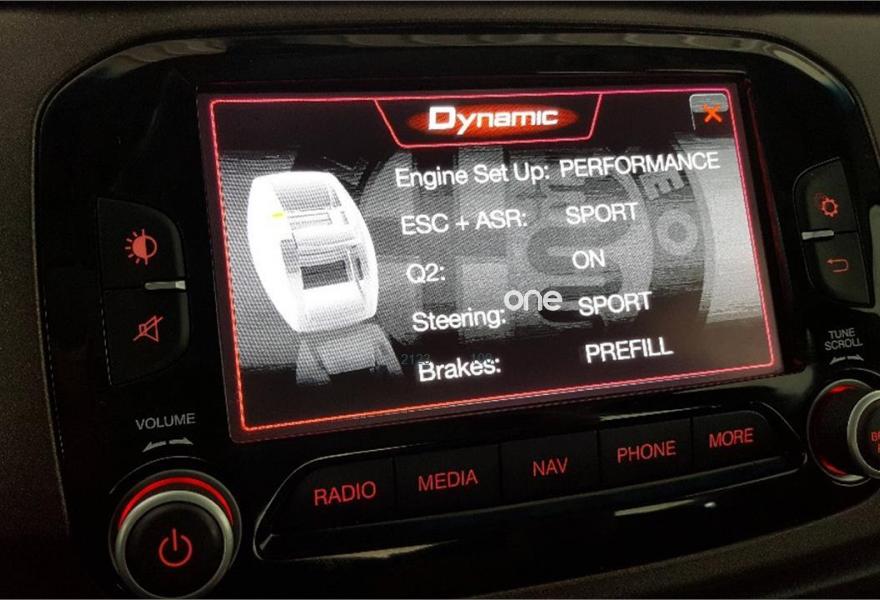 Dynamic
Engine Set Up: PERFORMANCE
ESC + ASR: SPORT
Q2: ON
one
Steering: SPORT
Brakes: PREFILL
TUNE
SCROLL
VOLUME
RADIO MEDIA NAV PHONE MORE